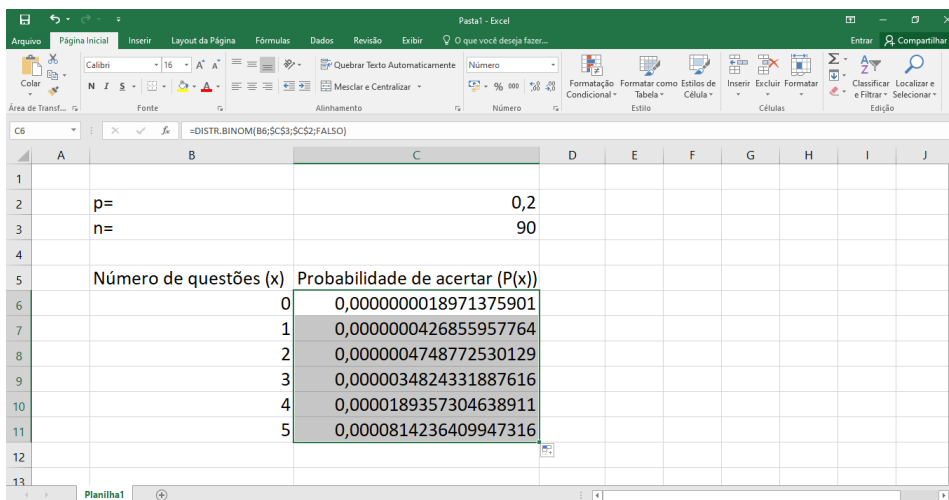 Pasta1 - Excel
Arquivo Página Inicial Inserir Layout da Página Fórmulas Dados Revisão Exibir O que você deseja fazer... Entrar Compartilhar
Colar
Calibri 16 A A
Quebrar Texto Automaticamente
Número
N I S A
Mesclar e Centralizar
% 000
Formatação Condicional
Formatar como Tabela
Estilos de Célula
Inserir Excluir Formatar
Classificar e Filtrar
Localizar e Selecionar
Área de Transf... Fonte Alinhamento Número Estilo Células Edição
C6 fx =DISTR.BINOM(B6;$C$3;$C$2;FALSO)
A B C D E F G H I J
1
2 p= 0,2
3 n= 90
4
5 Número de questões (x) Probabilidade de acertar (P(x))
6 0 0,0000000018971375901
7 1 0,0000000426855957764
8 2 0,0000004748772530129
9 3 0,0000034824331887616
10 4 0,0000189357304638911
11 5 0,0000814236409947316
12
13
Planilha1